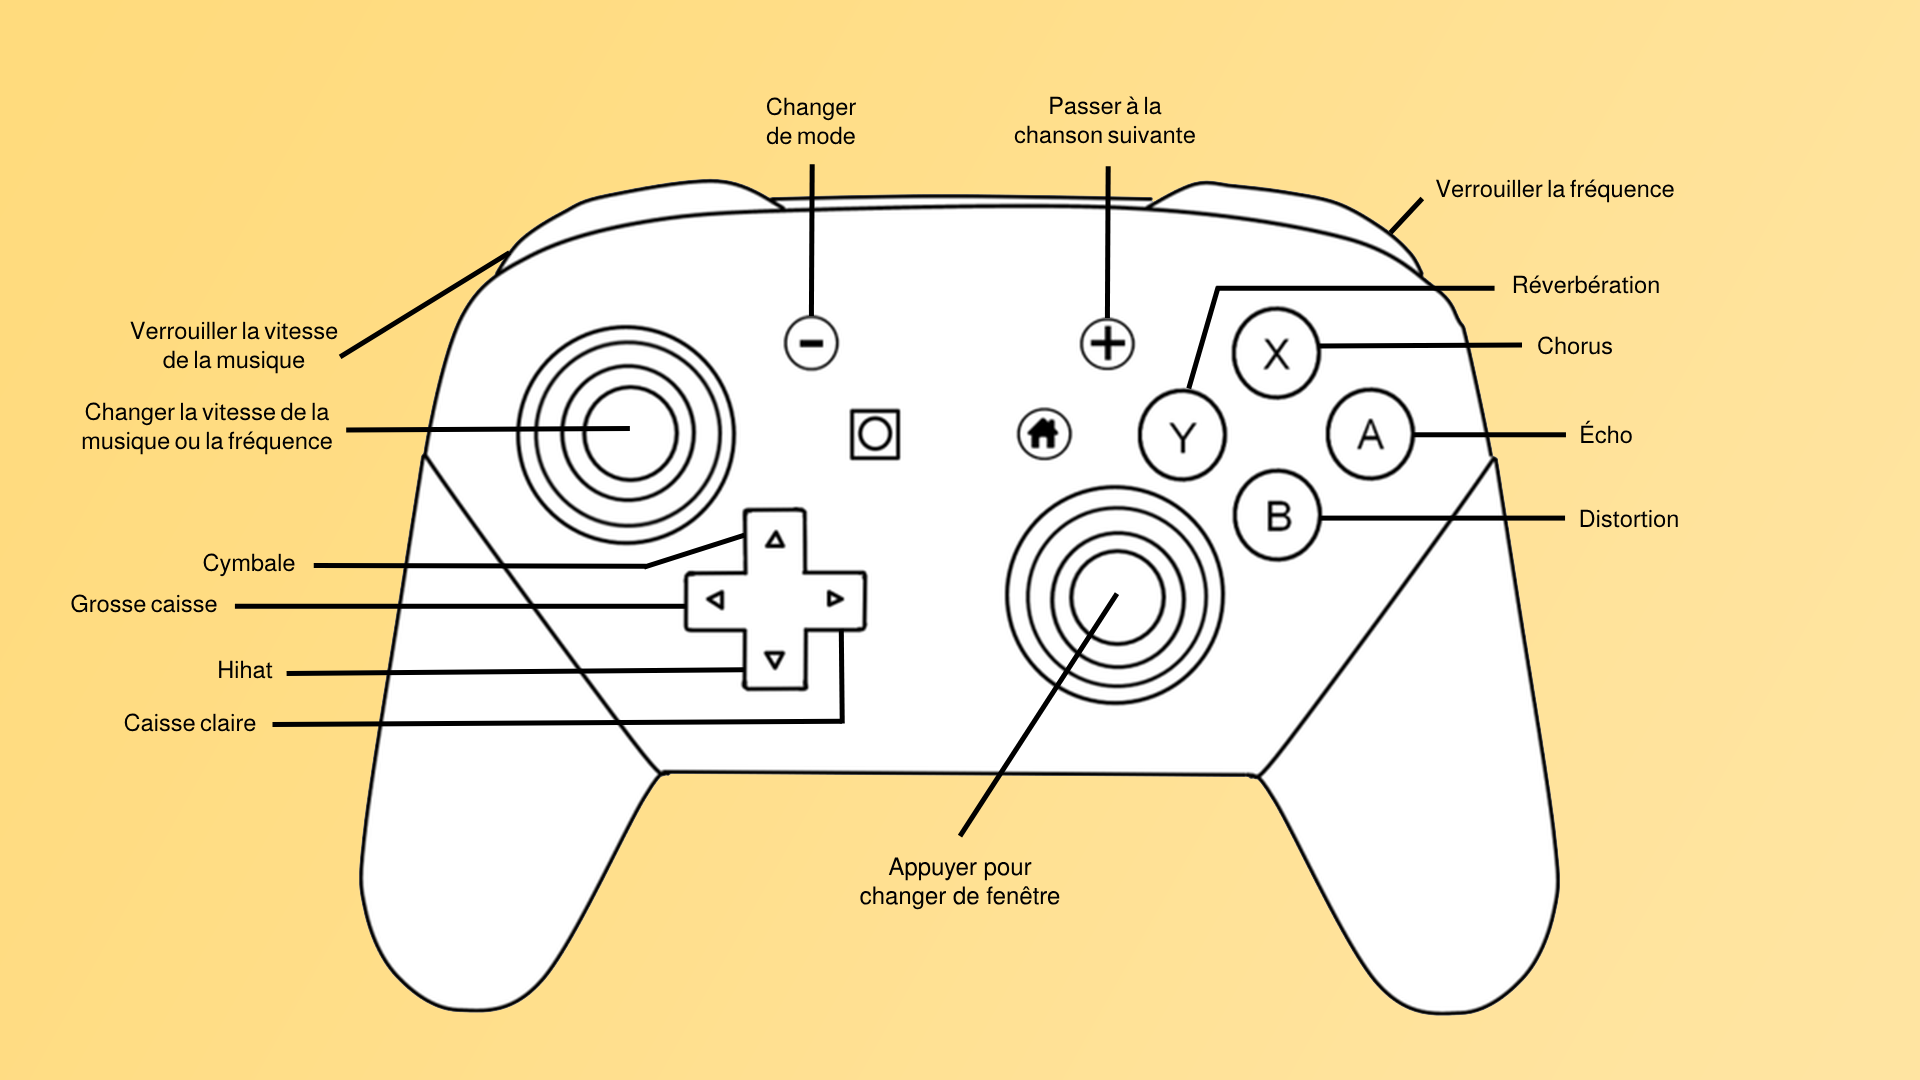 Changer
de mode
Passer à la
chanson suivante
Verrouiller la fréquence
Réverbération
Verrouiller la vitesse
de la musique
X
Chorus
Changer la vitesse de la
musique ou la fréquence
Y
A
Écho
B
Distortion
Cymbale
Grosse caisse
Hihat
Caisse claire
Appuyer pour
changer de fenêtre